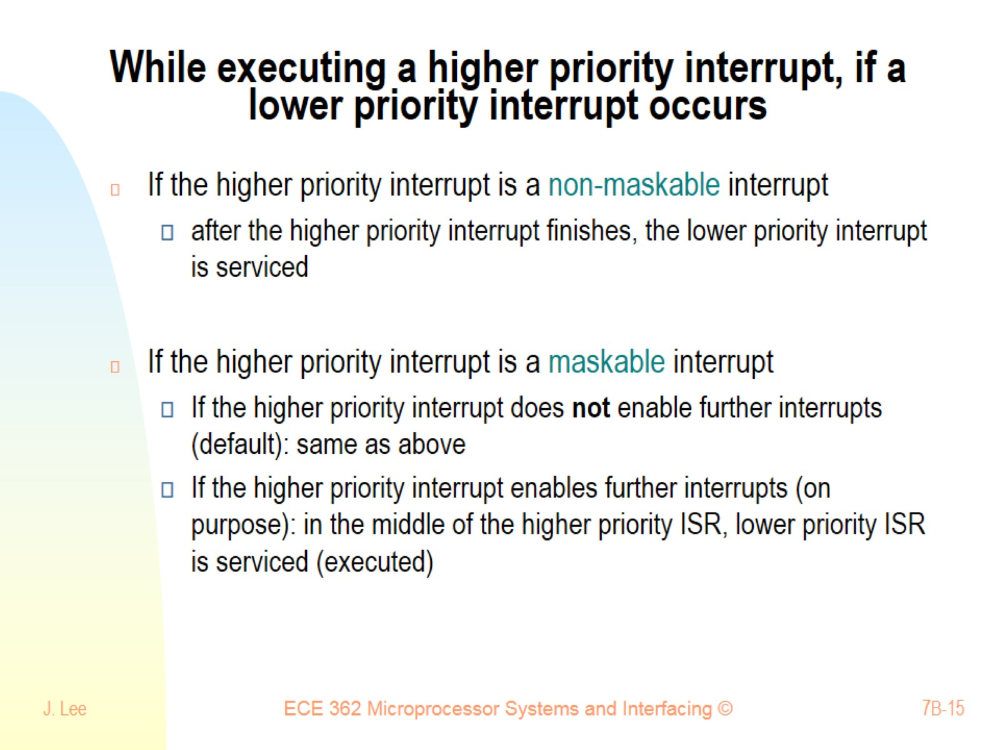 While executing a higher priority interrupt, if a
lower priority interrupt occurs
If the higher priority interrupt is a non-maskable interrupt
after the higher priority interrupt finishes, the lower priority interrupt
is serviced
If the higher priority interrupt is a maskable interrupt
If the higher priority interrupt does not enable further interrupts
(default): same as above
If the higher priority interrupt enables further interrupts (on
purpose): in the middle of the higher priority ISR, lower priority ISR
is serviced (executed)
J. Lee
ECE 362 Microprocessor Systems and Interfacing ©
7B-15